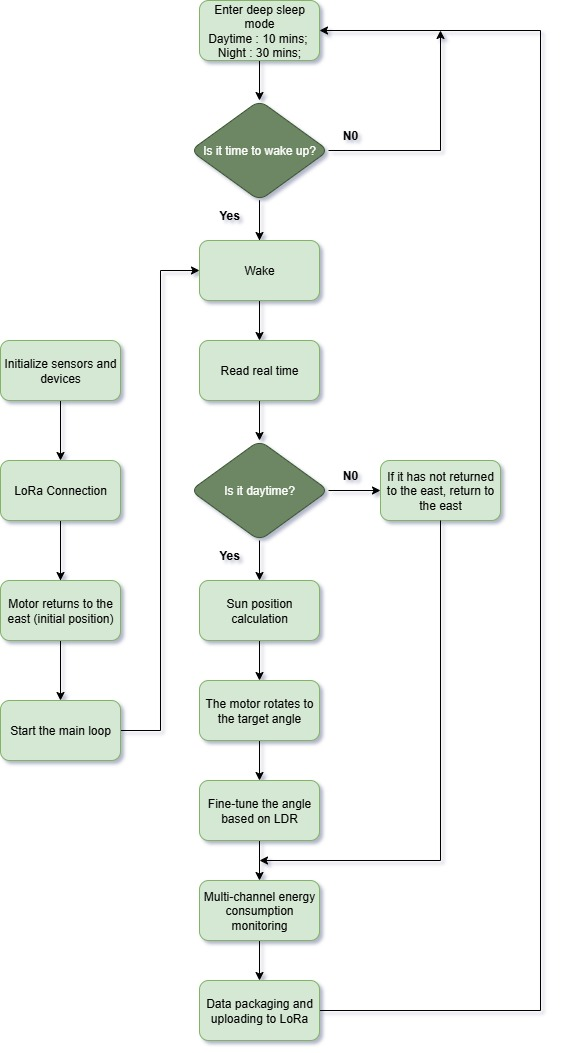 Enter deep sleep
mode
Daytime : 10 mins;
Night : 30 mins;
Is it time to wake up?
N0
Yes
Wake
Initialize sensors and
devices
Read real time
LoRa Connection
Is it daytime?
N0
If it has not returned
to the east, return to
the east
Yes
Motor returns to the
east (initial position)
Sun position
calculation
Start the main loop
The motor rotates to
the target angle
Fine-tune the angle
based on LDR
Multi-channel energy
consumption
monitoring
Data packaging and
uploading to LoRa